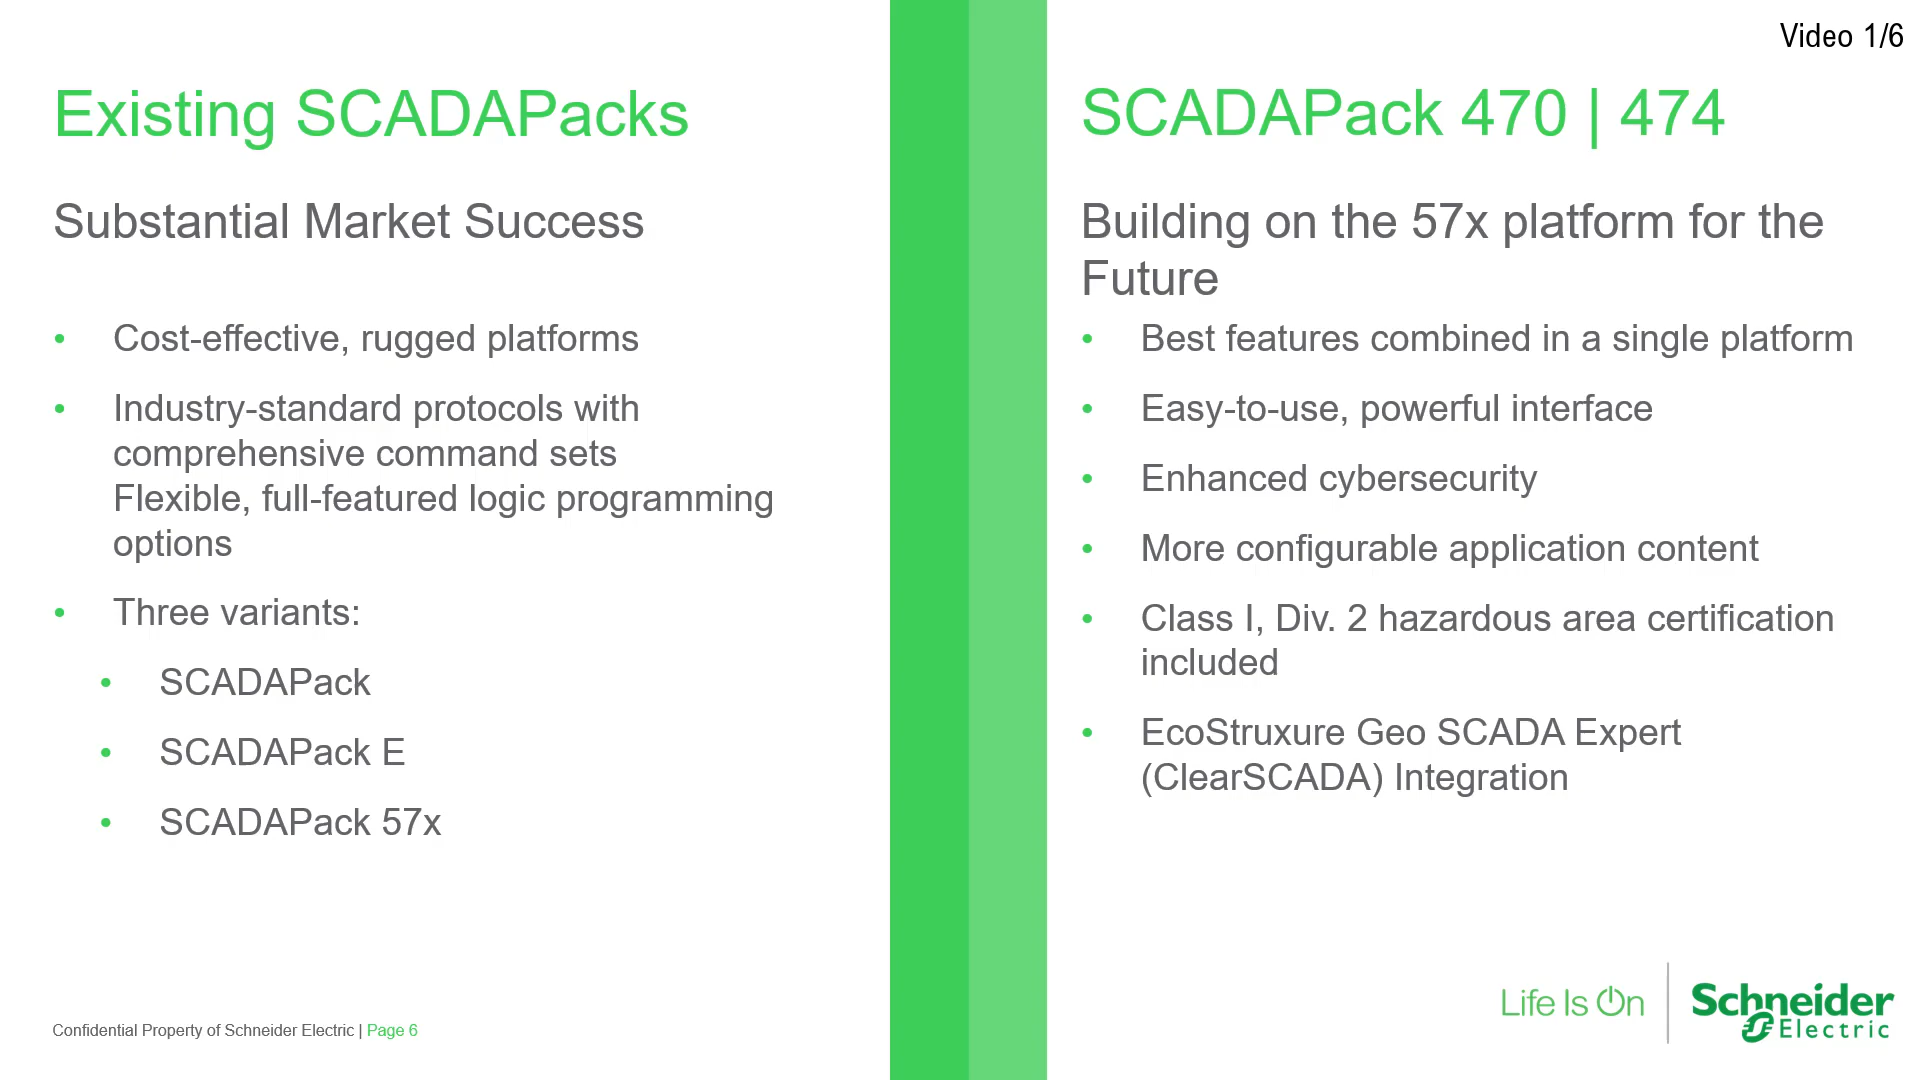 Video 1/6
Existing SCADAPacks
Substantial Market Success
• Cost-effective, rugged platforms
• Industry-standard protocols with
comprehensive command sets
Flexible, full-featured logic programming
options
• Three variants:
• SCADAPack
• SCADAPack E
• SCADAPack 57x
SCADAPack 470 | 474
Building on the 57x platform for the
Future
• Best features combined in a single platform
• Easy-to-use, powerful interface
• Enhanced cybersecurity
• More configurable application content
• Class I, Div. 2 hazardous area certification
included
• EcoStruxure Geo SCADA Expert
(ClearSCADA) Integration
Confidential Property of Schneider Electric | Page 6
Life Is On
Schneider
Electric